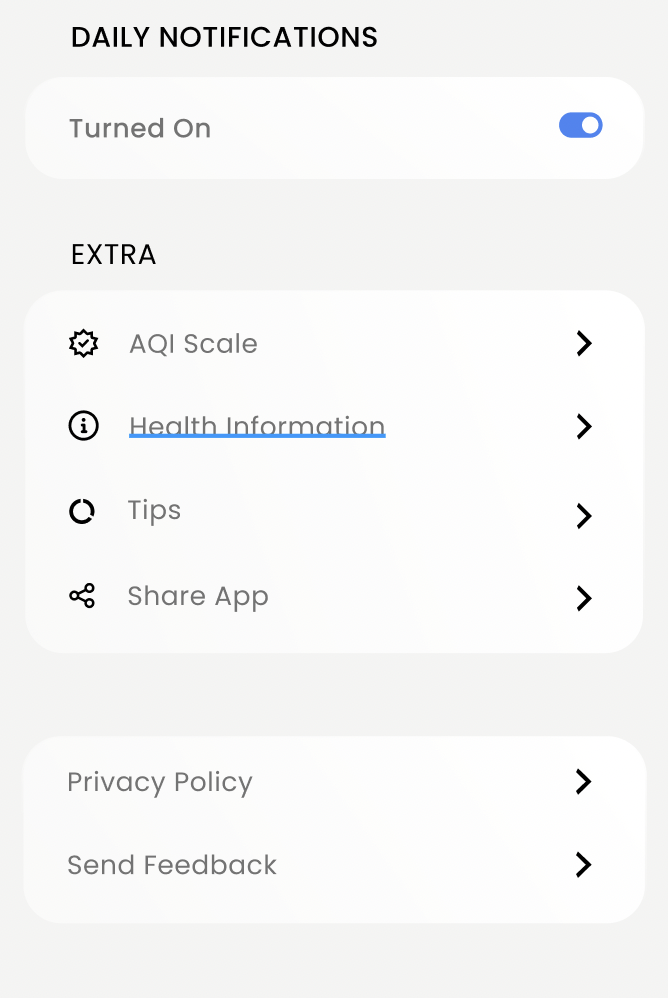 DAILY NOTIFICATIONS
Turned On
EXTRA
AQI Scale
Health Information
Tips
Share App
Privacy Policy
Send Feedback